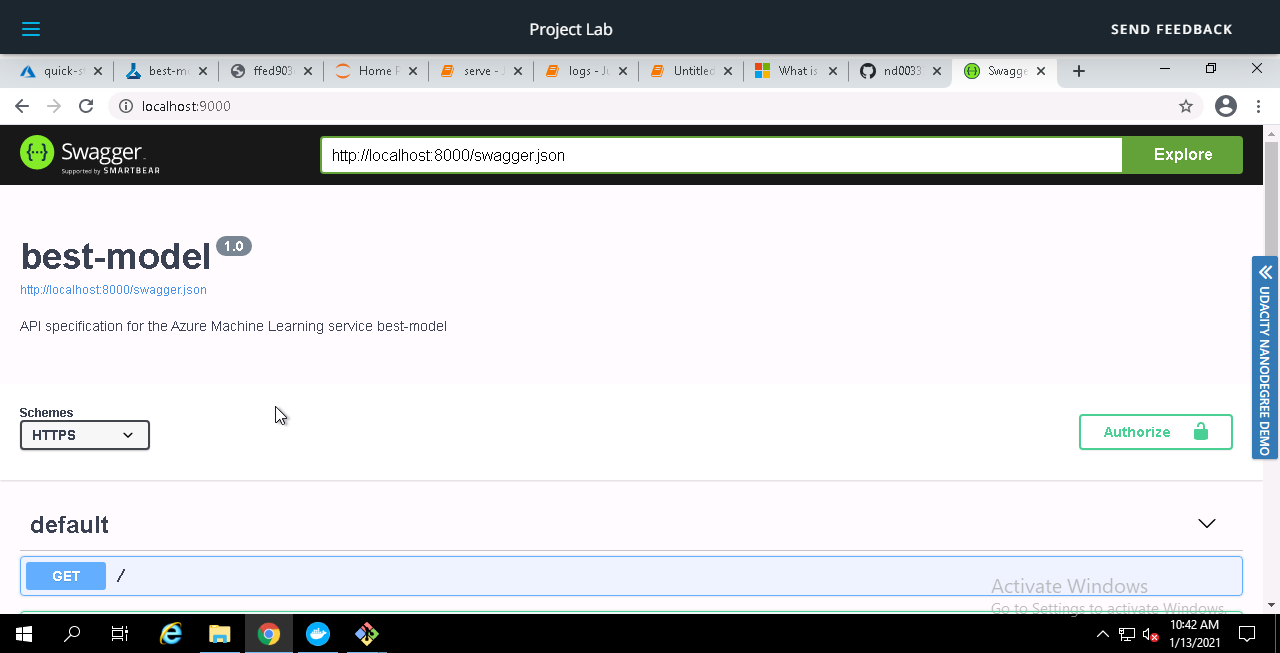 Project Lab
SEND FEEDBACK
quick-st
best-m
ffed903
Home P
serve - J
logs - Ju
Untitled
What is
nd0033
Swagge
localhost:9000
Swagger
Supported by SMARTBEAR
http://localhost:8000/swagger.json
Explore
best-model 1.0
http://localhost:8000/swagger.json
API specification for the Azure Machine Learning service best-model
UDACITY NANODEGREE DEMO
Schemes
HTTPS
Authorize
default
GET /
Activate Windows
Go to Settings to activate Windows.
10:42 AM
1/13/2021